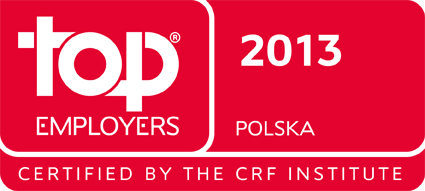 top®
EMPLOYERS
2013
POLSKA
CERTIFIED BY THE CRF INSTITUTE